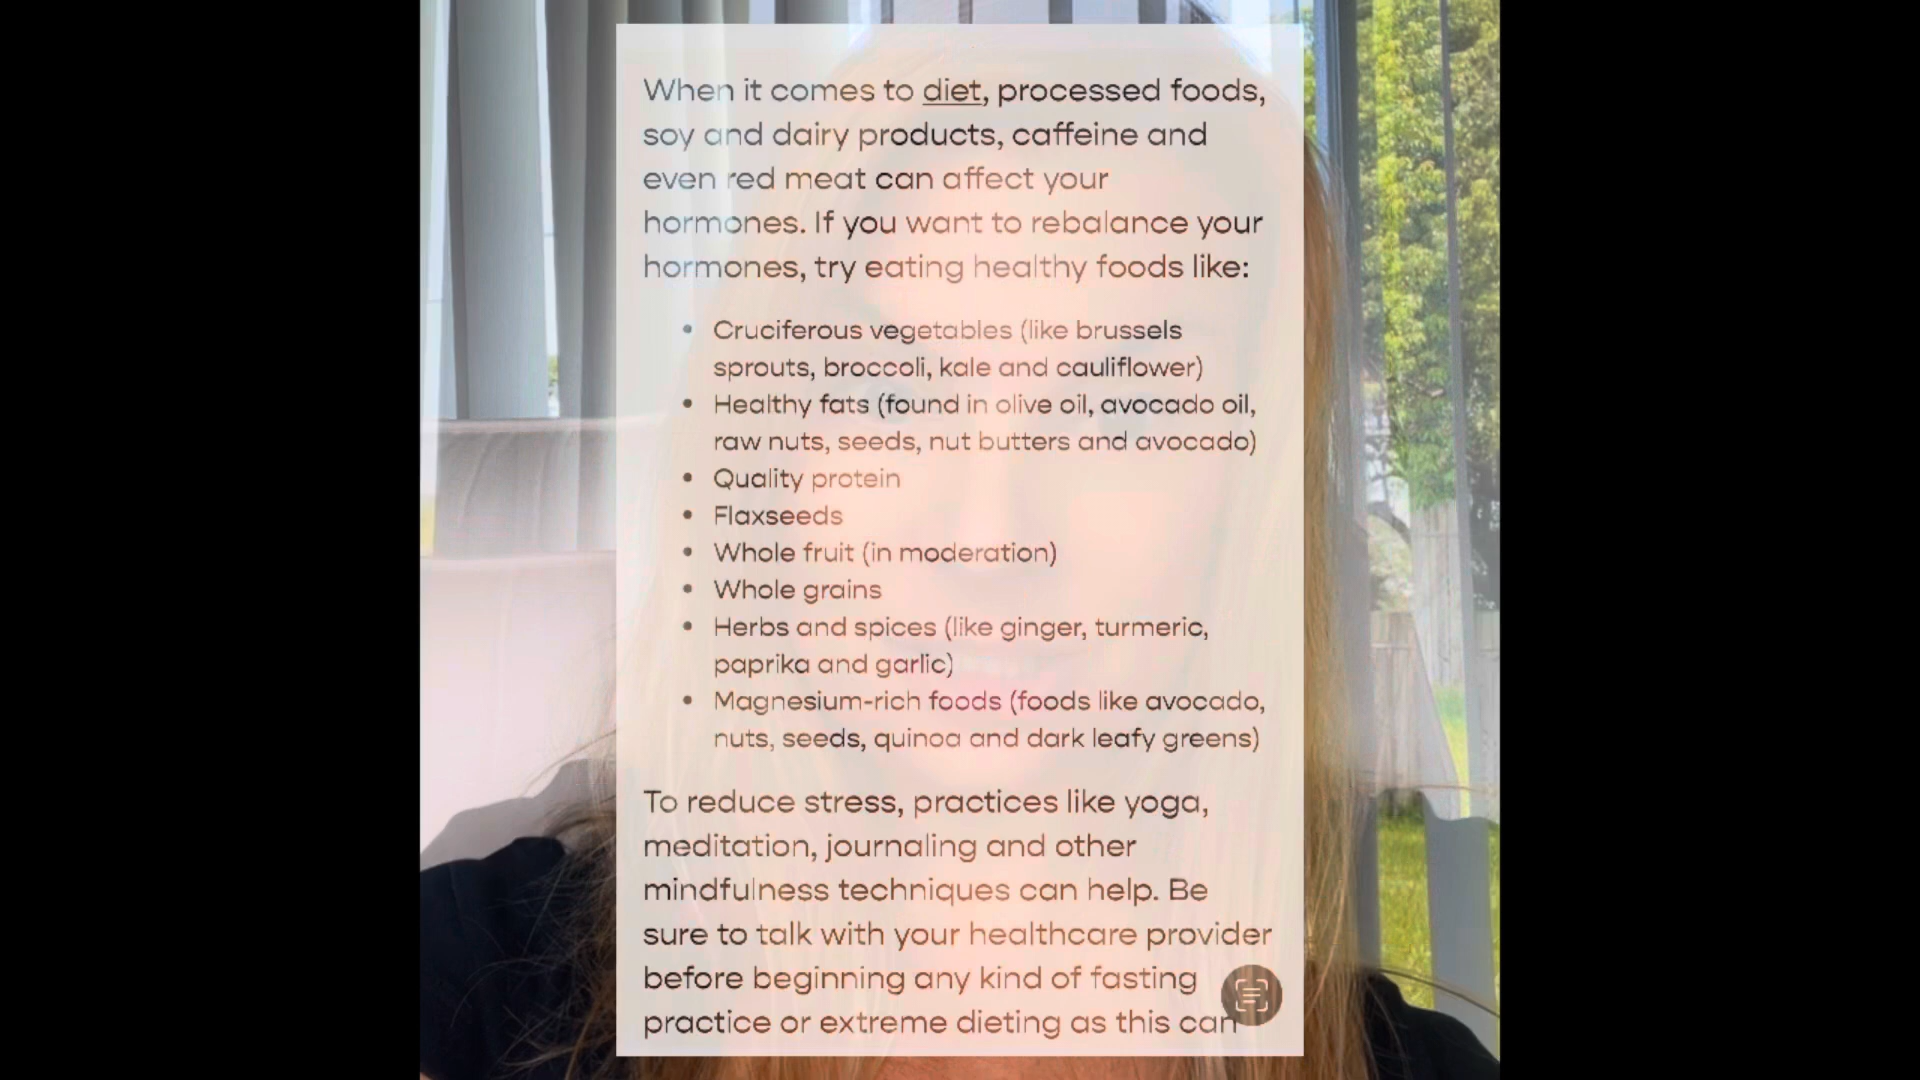 When it comes to diet, processed foods,
soy and dairy products, caffeine and
even red meat can affect your
hormones. If you want to rebalance your
hormones, try eating healthy foods like:
• Cruciferous vegetables (like brussels
sprouts, broccoli, kale and cauliflower)
• Healthy fats (found in olive oil, avocado oil,
raw nuts, seeds, nut butters and avocado)
• Quality protein
• Flaxseeds
• Whole fruit (in moderation)
• Whole grains
• Herbs and spices (like ginger, turmeric,
paprika and garlic)
• Magnesium-rich foods (foods like avocado,
nuts, seeds, quinoa and dark leafy greens)
To reduce stress, practices like yoga,
meditation, journaling and other
mindfulness techniques can help. Be
sure to talk with your healthcare provider
before beginning any kind of fasting
practice or extreme dieting as this can